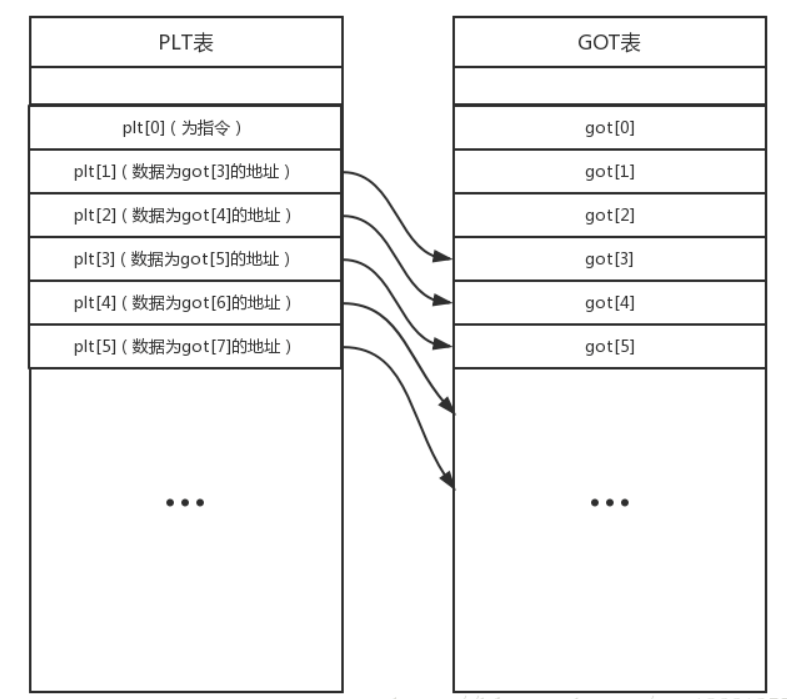 PLT表
GOT表
plt[0]（为指令）
got[0]
plt[1]（数据为got[3]的地址）
got[1]
plt[2]（数据为got[4]的地址）
got[2]
plt[3]（数据为got[5]的地址）
got[3]
plt[4]（数据为got[6]的地址）
got[4]
plt[5]（数据为got[7]的地址）
got[5]
•••
•••